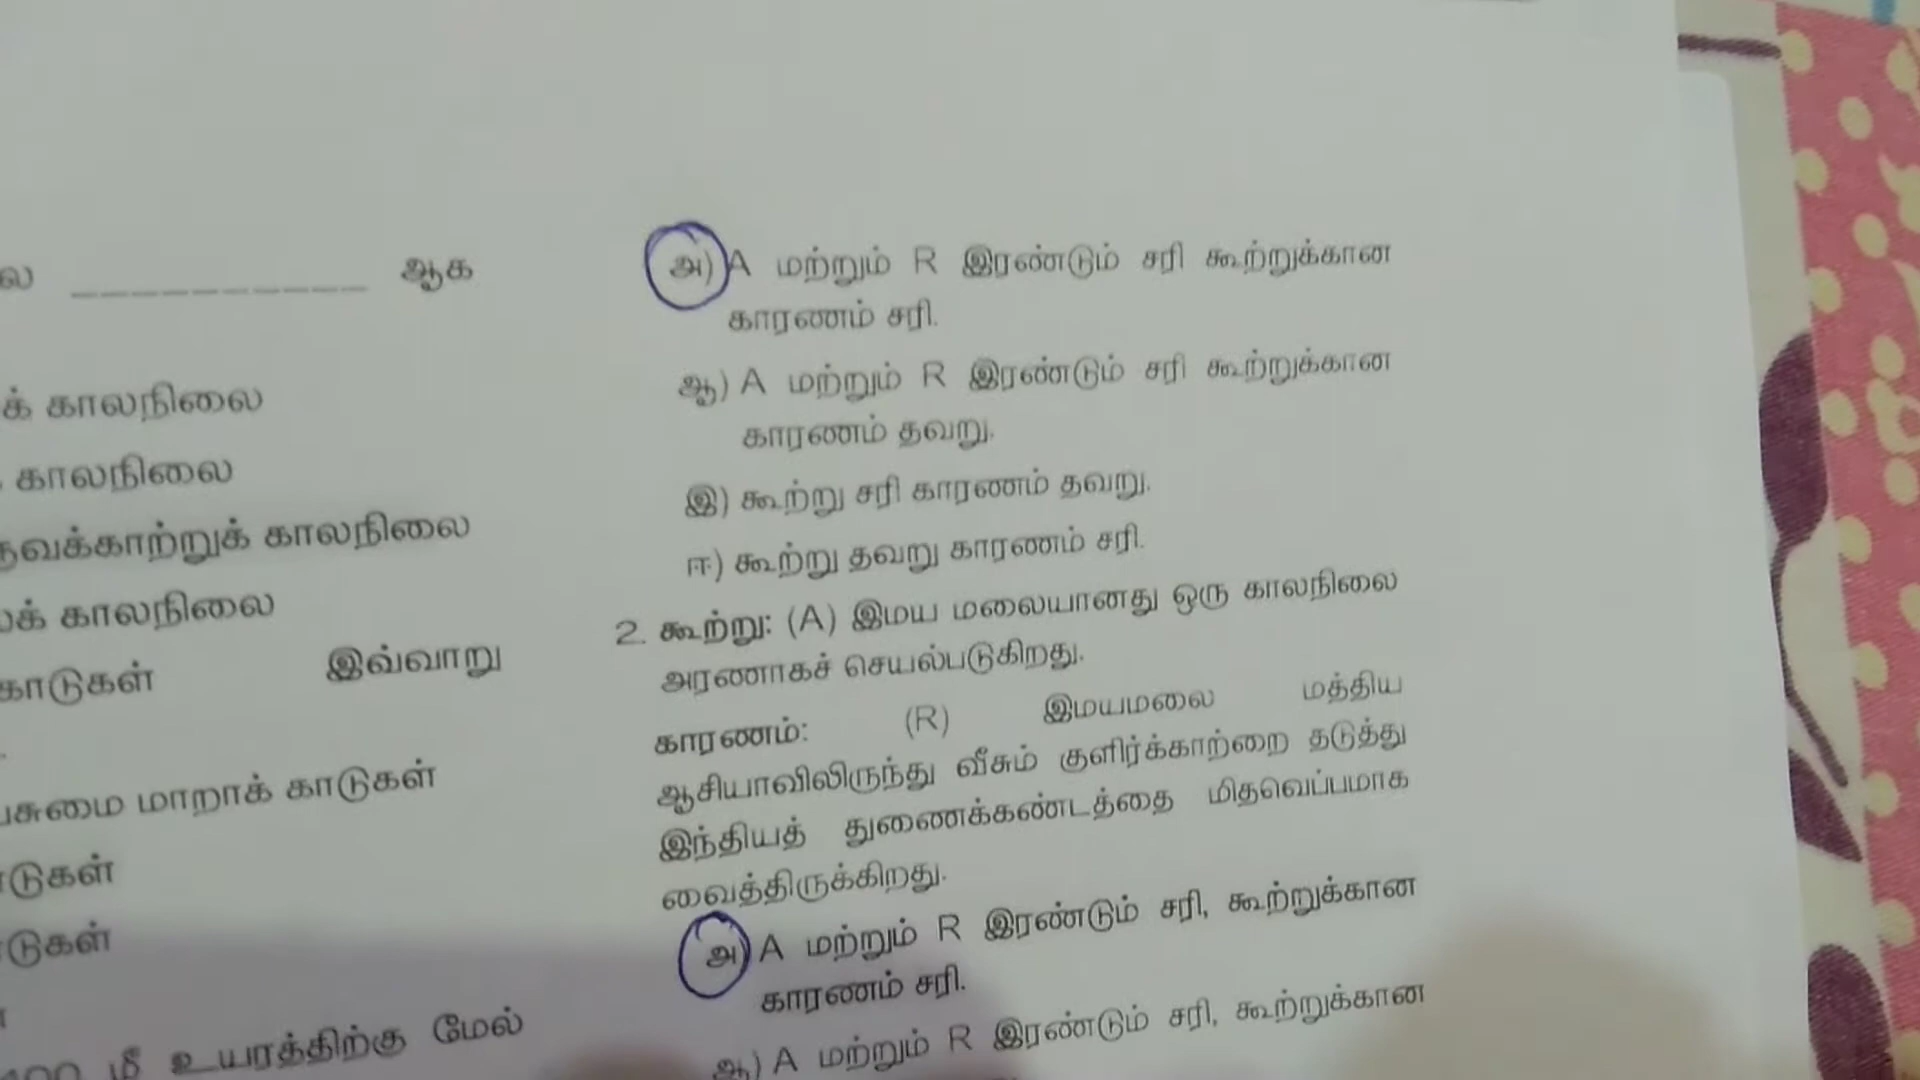 ல ____________ ஆக
க் காலநிலை
காலநிலை
ருவக்காற்றுக் காலநிலை
லக் காலநிலை
காடுகள் இவ்வாறு
பசுமை மாறாக் காடுகள்
டுகள்
டுகள்
மீ உயரத்திற்கு மேல்
அ) A மற்றும் R இரண்டும் சரி கூற்றுக்கான
காரணம் சரி.
ஆ) A மற்றும் R இரண்டும் சரி கூற்றுக்கான
காரணம் தவறு.
இ) கூற்று சரி காரணம் தவறு.
ஈ) கூற்று தவறு காரணம் சரி.
2. கூற்று: (A) இமய மலையானது ஒரு காலநிலை
அரணாகச் செயல்படுகிறது.
காரணம்: (R) இமயமலை மத்திய
ஆசியாவிலிருந்து வீசும் குளிர்க்காற்றை தடுத்து
இந்தியத் துணைக்கண்டத்தை மிதவெப்பமாக
வைத்திருக்கிறது.
அ) A மற்றும் R இரண்டும் சரி, கூற்றுக்கான
காரணம் சரி.
ஆ) A மற்றும் R இரண்டும் சரி, கூற்றுக்கான